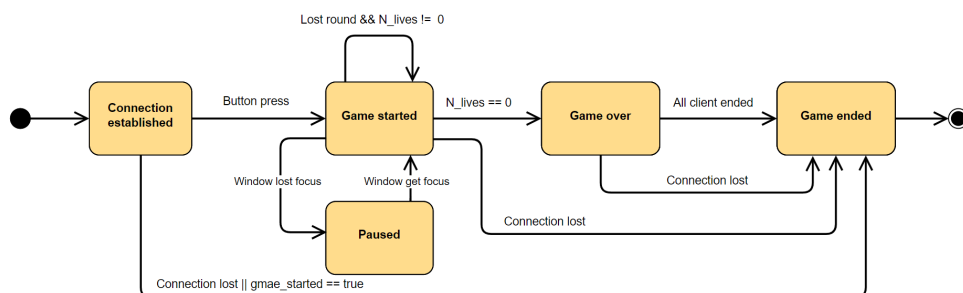 Lost round && N_lives != 0
Connection
established
Button press
Game started
N_lives == 0
Game over
All client ended
Game ended
Window lost focus
Window get focus
Connection lost
Paused
Connection lost
Connection lost || gmae_started == true